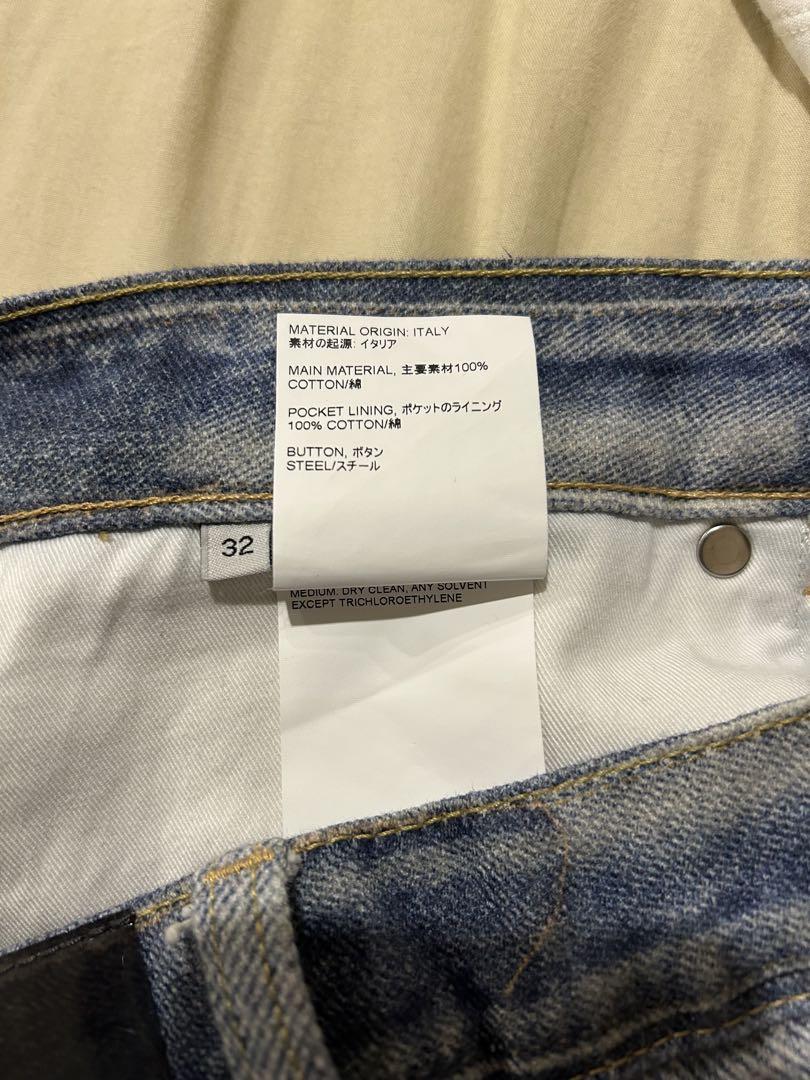 MATERIAL ORIGIN: ITALY
素材の起源: イタリア
MAIN MATERIAL, 主要素材100%
COTTON/綿
POCKET LINING, ポケットのライニング
100% COTTON/綿
BUTTON, ボタン
STEEL/スチール
32
MEDIUM. DRY CLEAN, ANY SOLVENT
EXCEPT TRICHLOROETHYLENE